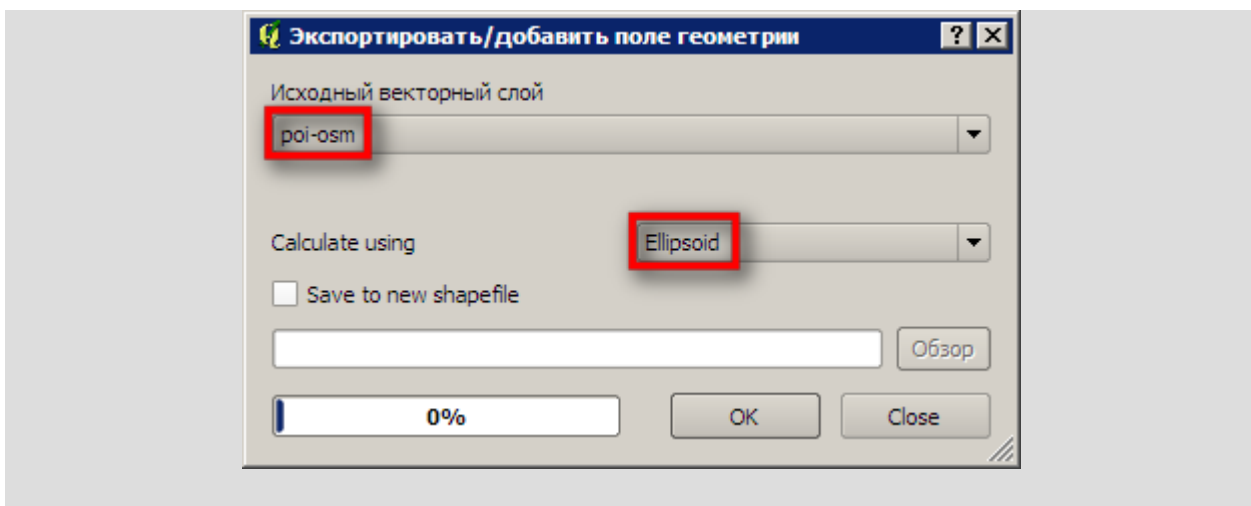 Экспортировать/добавить поле геометрии
Исходный векторный слой
poi-osm
Calculate using Ellipsoid
Save to new shapefile
Обзор
0% OK Close